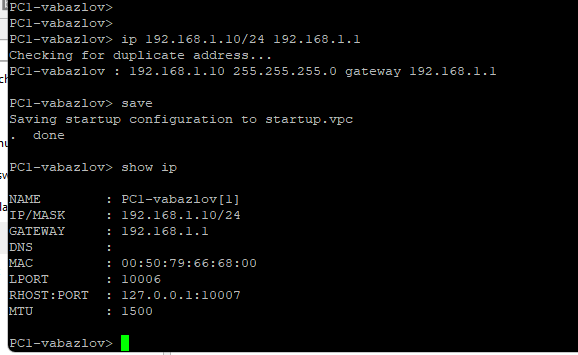 PC1-vabazlov>
PC1-vabazlov>
PC1-vabazlov> ip 192.168.1.10/24 192.168.1.1
Checking for duplicate address...
PC1-vabazlov : 192.168.1.10 255.255.255.0 gateway 192.168.1.1
PC1-vabazlov> save
Saving startup configuration to startup.vpc
.  done
PC1-vabazlov> show ip
NAME        : PC1-vabazlov[1]
IP/MASK     : 192.168.1.10/24
GATEWAY     : 192.168.1.1
DNS         :
MAC         : 00:50:79:66:68:00
LPORT       : 10006
RHOST:PORT  : 127.0.0.1:10007
MTU         : 1500
PC1-vabazlov>